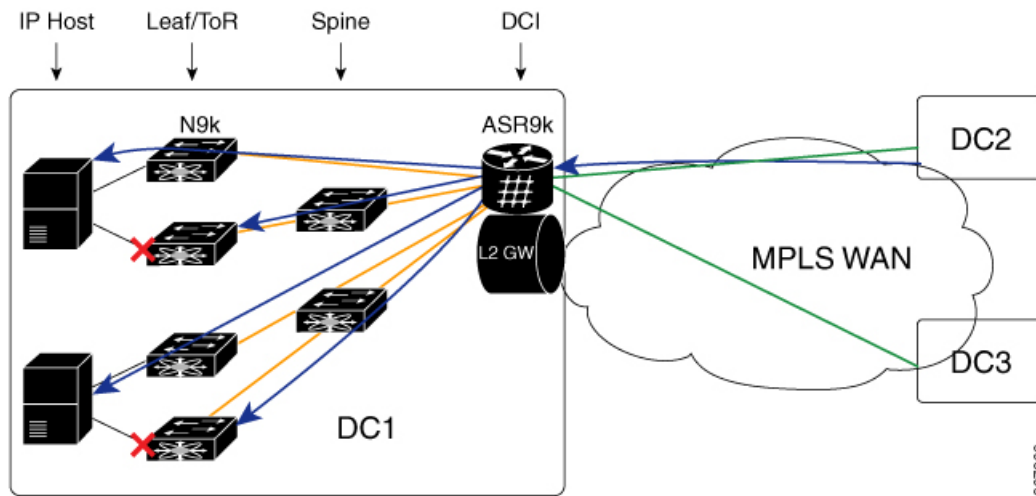 IP Host Leaf/ToR Spine DCI
N9k ASR9k
DC2
L2 GW
MPLS WAN
DC3
DC1